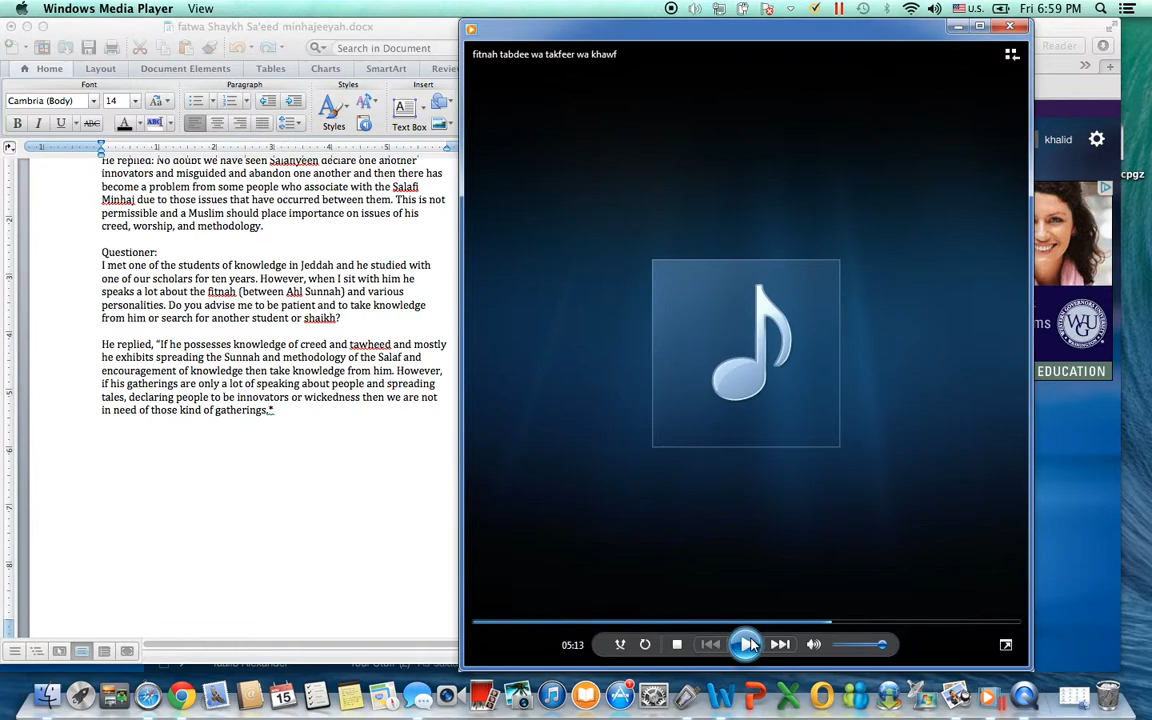 Windows Media Player View
U.S. Fri 6:59 PM
fatwa Shaykh Sa'eed minhajeeyah.docx
Search in Document
Reader
Home Layout Document Elements Tables Charts SmartArt Review
Font Paragraph Insert
Cambria (Body) 14 Aa
B I U ABC A ABC Styles A Text Box
fitnah tabdee wa takfeer wa khawf
khalid
cpgz
He replied: No doubt we have seen Salafiyeen declare one another
innovators and misguided and abandon one another and then there has
become a problem from some people who associate with the Salafi
Minhaj due to those issues that have occurred between them. This is not
permissible and a Muslim should place importance on issues of his
creed, worship, and methodology.
Questioner:
I met one of the students of knowledge in Jeddah and he studied with
one of our scholars for ten years. However, when I sit with him he
speaks a lot about the fitnah (between Ahl Sunnah) and various
personalities. Do you advise me to be patient and to take knowledge
from him or search for another student or shaikh?
He replied, “If he possesses knowledge of creed and tawheed and mostly
he exhibits spreading the Sunnah and methodology of the Salaf and
encouragement of knowledge then take knowledge from him. However,
if his gatherings are only a lot of speaking about people and spreading
tales, declaring people to be innovators or wickedness then we are not
in need of those kind of gatherings.*
ms
WGU
EDUCATION
05:13